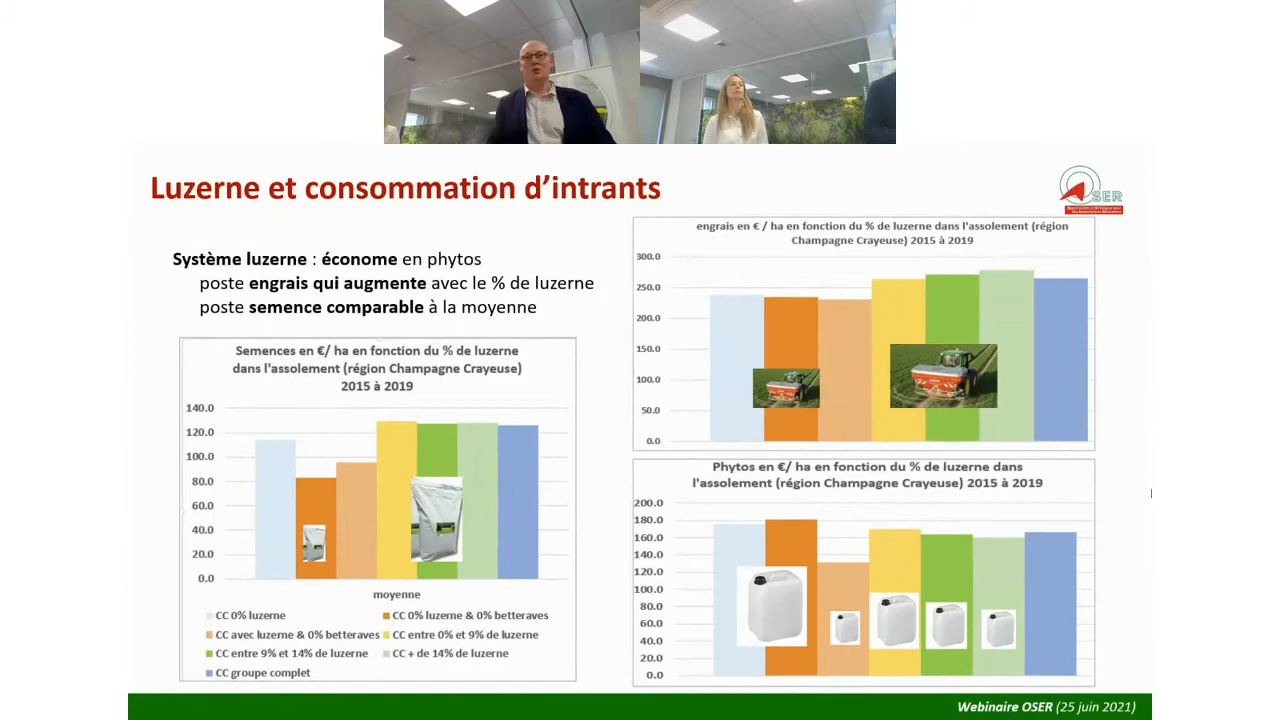 Luzerne et consommation d'intrants
OSER
Système luzerne : économe en phytos
poste engrais qui augmente avec le % de luzerne
poste semence comparable à la moyenne
Semences en €/ ha en fonction du % de luzerne
dans l'assolement (région Champagne Crayeuse)
2015 à 2019
140.0
120.0
100.0
80.0
60.0
40.0
20.0
0.0
moyenne
CC 0% luzerne
CC 0% luzerne & 0% betteraves
CC avec luzerne & 0% betteraves
CC entre 0% et 9% de luzerne
CC entre 9% et 14% de luzerne
CC + de 14% de luzerne
CC groupe complet
engrais en € / ha en fonction du % de luzerne dans l'assolement (région
Champagne Crayeuse) 2015 à 2019
300.0
250.0
200.0
150.0
100.0
50.0
0.0
Phytos en €/ ha en fonction du % de luzerne dans
l'assolement (région Champagne Crayeuse) 2015 à 2019
200.0
180.0
160.0
140.0
120.0
100.0
80.0
60.0
40.0
20.0
0.0
Webinaire OSER (25 juin 2021)